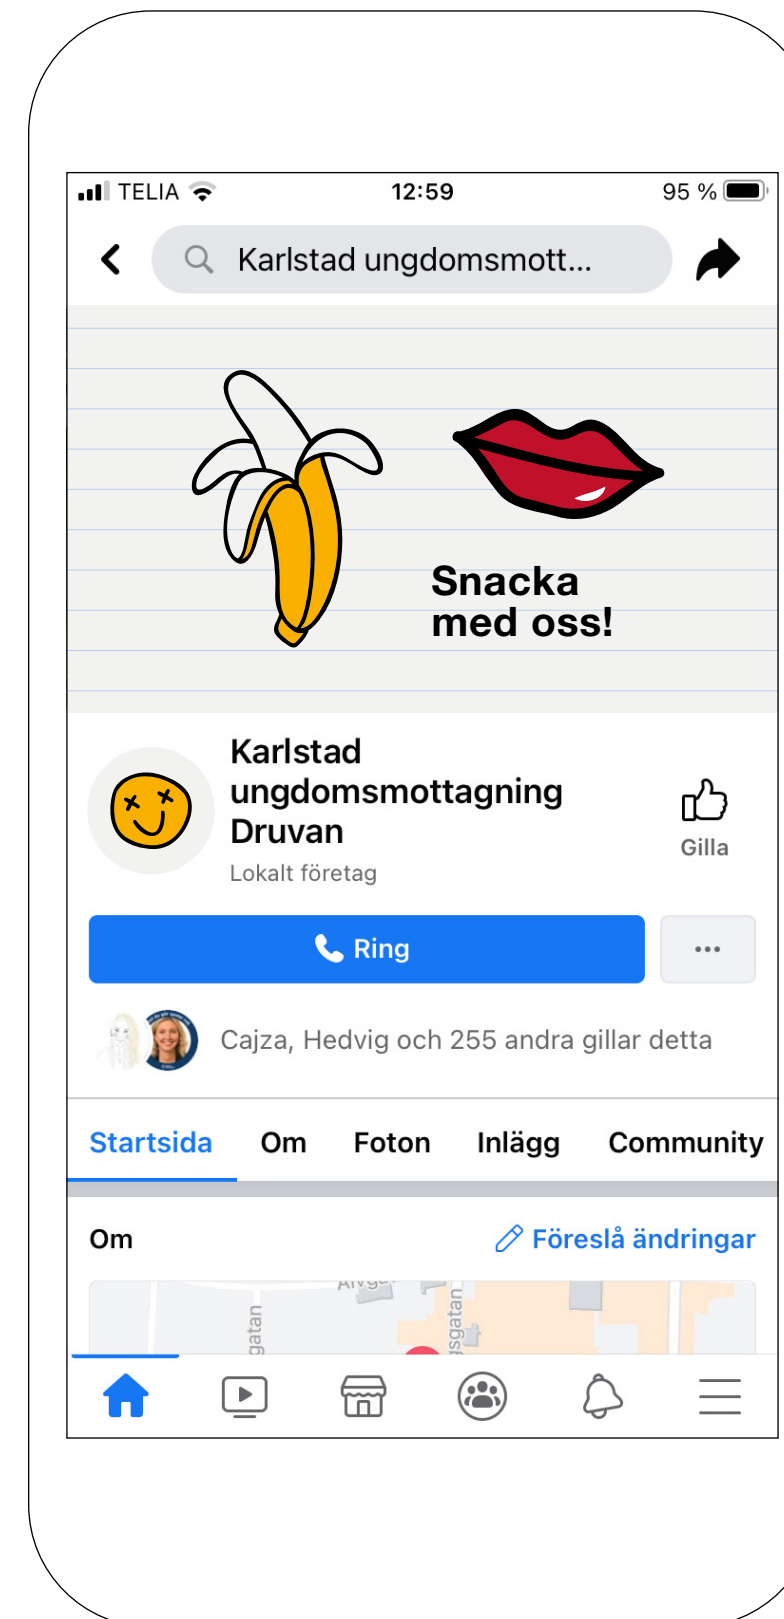 TELIA
12:59
95 %
Karlstad ungdomsmott...
Snacka
med oss!
Karlstad
ungdomsmottagning
Druvan
Lokalt företag
Gilla
Ring
Cajza, Hedvig och 255 andra gillar detta
Startsida Om Foton Inlägg Community
Om
Föreslå ändringar
gatan